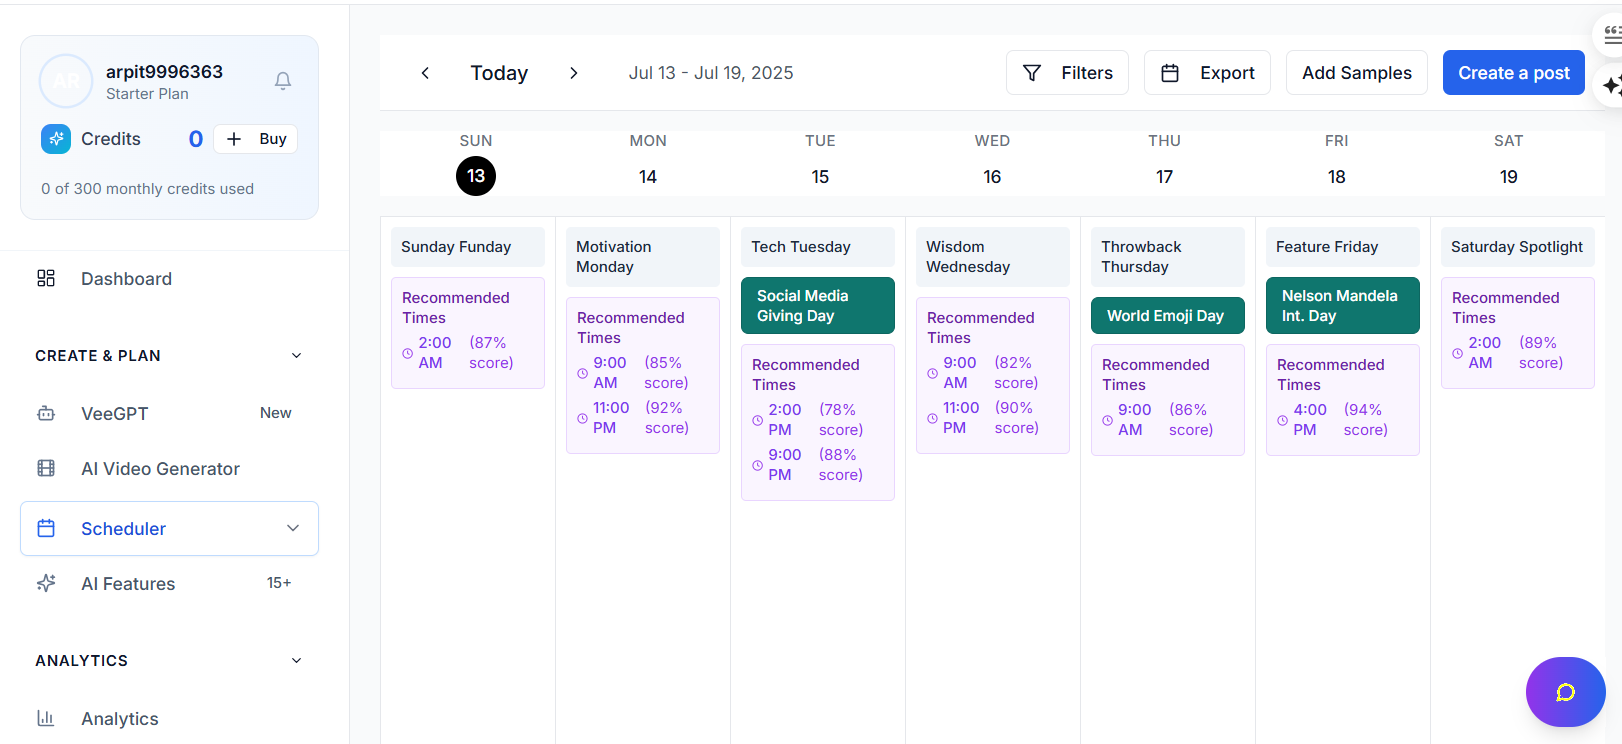 AR
arpit9996363
Starter Plan
Credits 0 + Buy
0 of 300 monthly credits used
Dashboard
CREATE & PLAN
VeeGPT New
AI Video Generator
Scheduler
AI Features 15+
ANALYTICS
Analytics
Today
Jul 13 - Jul 19, 2025
Filters
Export
Add Samples
Create a post
SUN MON TUE WED THU FRI SAT
13 14 15 16 17 18 19
Sunday Funday
Recommended
Times
2:00
AM
(87%
score)
Motivation
Monday
Recommended
Times
9:00
AM
(85%
score)
11:00
PM
(92%
score)
Tech Tuesday
Social Media
Giving Day
Recommended
Times
2:00
PM
(78%
score)
9:00
PM
(88%
score)
Wisdom
Wednesday
Recommended
Times
9:00
AM
(82%
score)
11:00
PM
(90%
score)
Throwback
Thursday
World Emoji Day
Recommended
Times
9:00
AM
(86%
score)
Feature Friday
Nelson Mandela
Int. Day
Recommended
Times
4:00
PM
(94%
score)
Saturday Spotlight
Recommended
Times
2:00
AM
(89%
score)